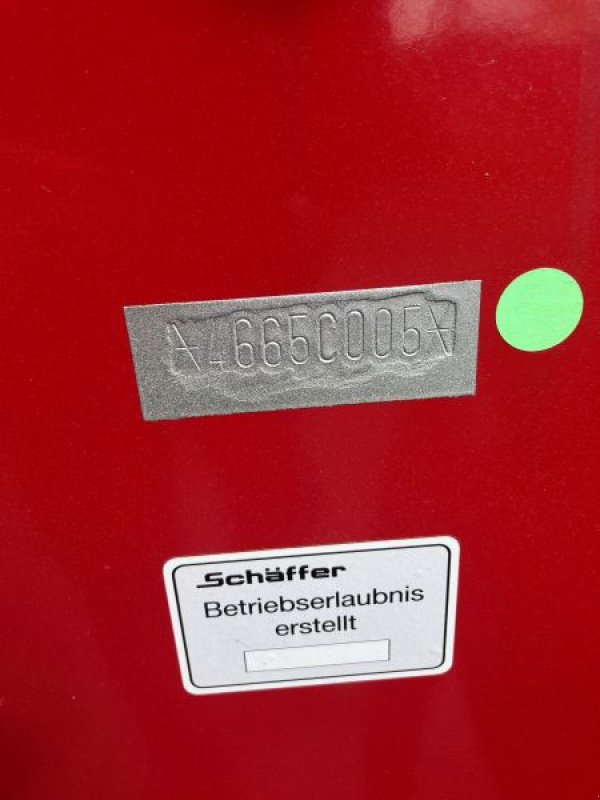 *4665C005*
Schäffer
Betriebserlaubnis
erstellt